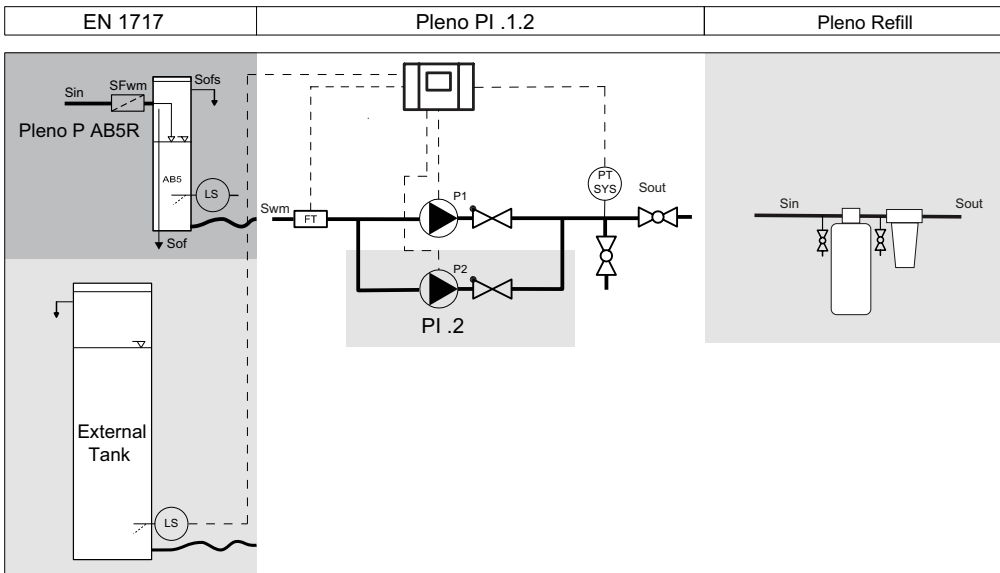 EN 1717
Pleno PI .1.2
Pleno Refill
Sin
SFwm
Sofs
Pleno P AB5R
AB5
LS
Sof
Swm
FT
P1
PT
SYS
Sout
P2
PI .2
External
Tank
LS
Sin
Sout